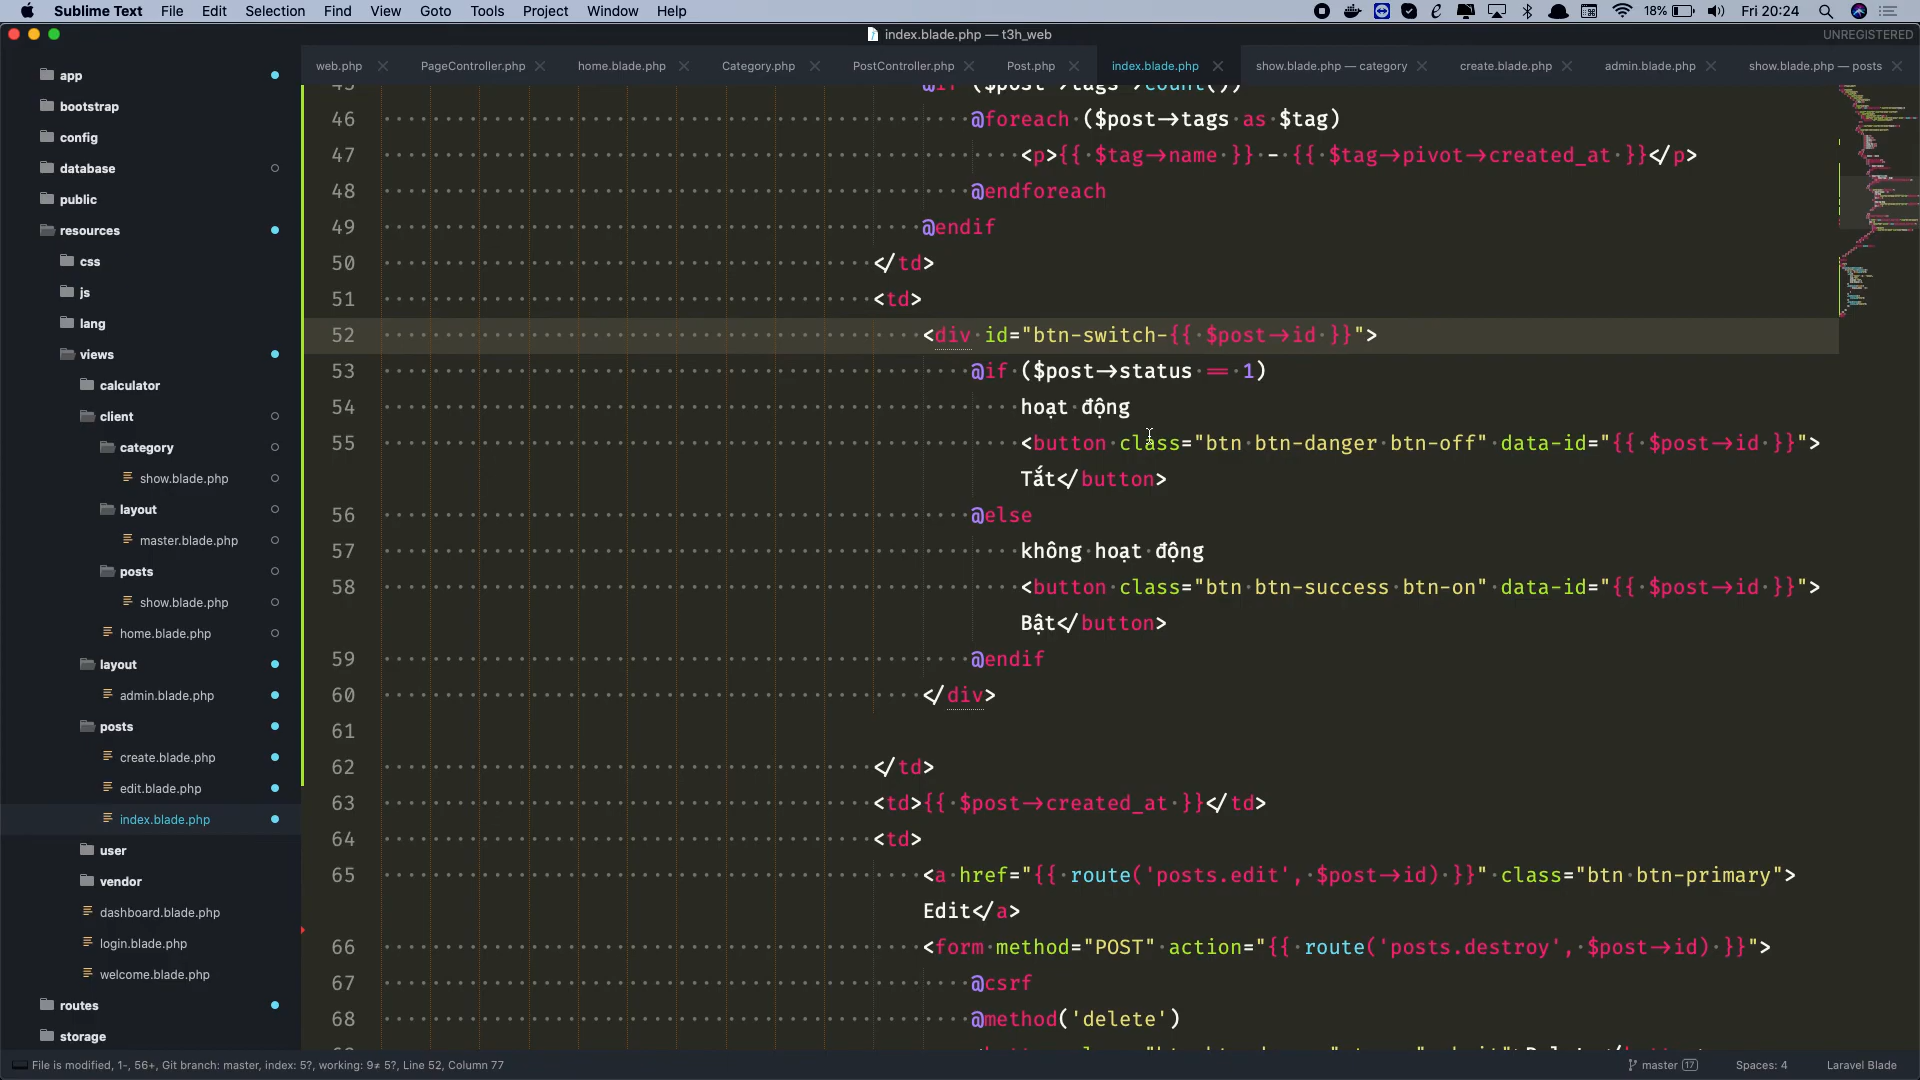 Sublime Text File Edit Selection Find View Goto Tools Project Window Help 18% Fri 20:24
index.blade.php — t3h_web UNREGISTERED
web.php PageController.php home.blade.php Category.php PostController.php Post.php index.blade.php show.blade.php — category create.blade.php admin.blade.php show.blade.php — posts
app
bootstrap
config
database
public
resources
css
js
lang
views
calculator
client
category
show.blade.php
layout
master.blade.php
posts
show.blade.php
home.blade.php
layout
admin.blade.php
posts
create.blade.php
edit.blade.php
index.blade.php
user
vendor
dashboard.blade.php
login.blade.php
welcome.blade.php
routes
storage
45 @if ($post->tags->count())
46 @foreach ($post->tags as $tag)
47 <p>{{ $tag->name }} - {{ $tag->pivot->created_at }}</p>
48 @endforeach
49 @endif
50 </td>
51 <td>
52 <div id="btn-switch-{{ $post->id }}">
53 @if ($post->status == 1)
54 hoạt động
55 <button class="btn btn-danger btn-off" data-id="{{ $post->id }}">
Tắt</button>
56 @else
57 không hoạt động
58 <button class="btn btn-success btn-on" data-id="{{ $post->id }}">
Bật</button>
59 @endif
60 </div>
61
62 </td>
63 <td>{{ $post->created_at }}</td>
64 <td>
65 <a href="{{ route('posts.edit', $post->id) }}" class="btn btn-primary">
Edit</a>
66 <form method="POST" action="{{ route('posts.destroy', $post->id) }}">
67 @csrf
68 @method('delete')
File is modified, 1-, 56+, Git branch: master, index: 5?, working: 9≠ 5?, Line 52, Column 77 master 17 Spaces: 4 Laravel Blade